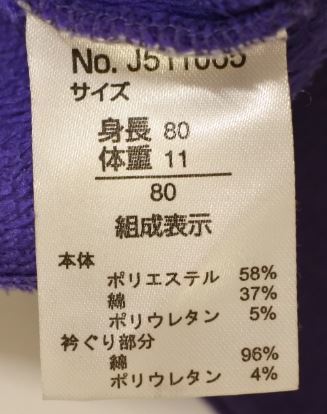 No. J511005
サイズ
身長 80
体重 11
80
組成表示
本体
ポリエステル 58%
綿 37%
ポリウレタン 5%
衿ぐり部分
綿 96%
ポリウレタン 4%